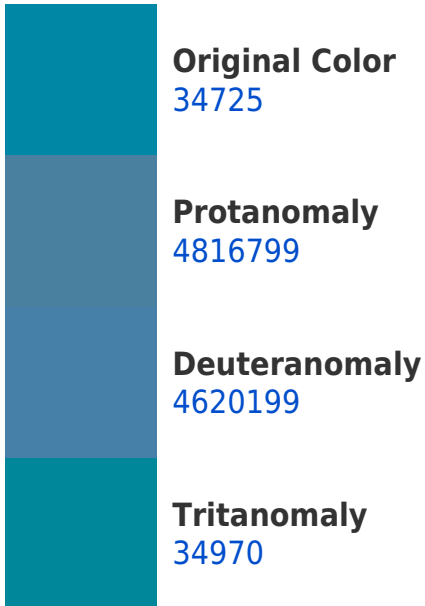 Original Color
34725
Protanomaly
4816799
Deuteranomaly
4620199
Tritanomaly
34970